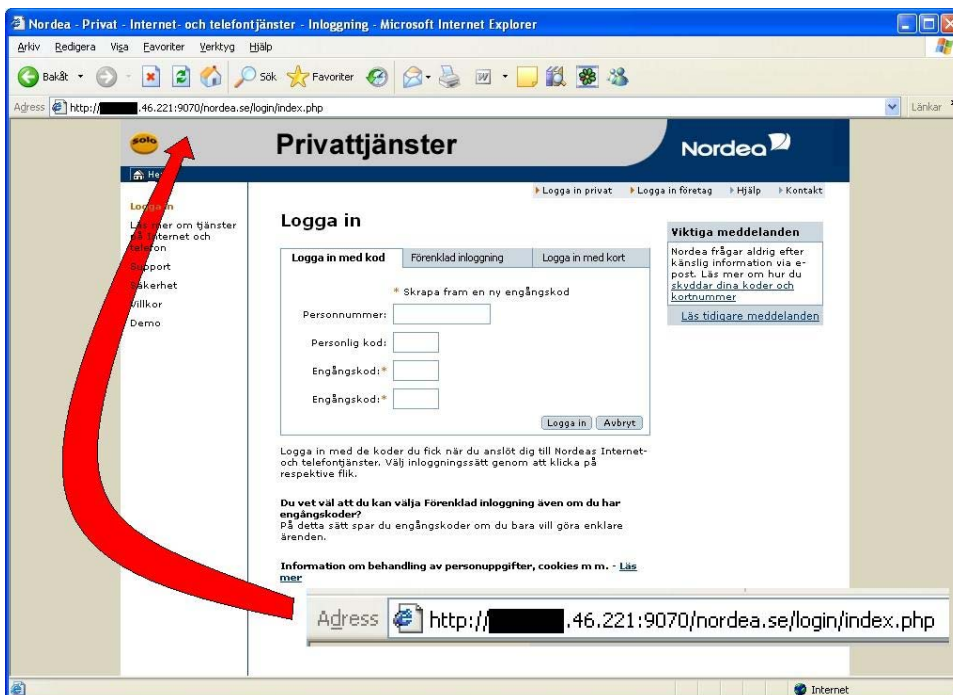 Nordea - Privat - Internet- och telefontjänster - Inloggning - Microsoft Internet Explorer
Arkiv Redigera Visa Favoriter Verktyg Hjälp
Bakåt Sök Favoriter
Adress http:// .46.221:9070/nordea.se/login/index.php Länkar
solo Privattjänster Nordea
Logga in privat Logga in företag Hjälp Kontakt
Logga in
Läs mer om tjänster
på Internet och
telefon
Support
Säkerhet
Villkor
Demo
Logga in
Logga in med kod Förenklad inloggning Logga in med kort
* Skrapa fram en ny engångskod
Personnummer:
Personlig kod:
Engångskod:*
Engångskod:*
Logga in Avbryt
Logga in med de koder du fick när du anslöt dig till Nordeas Internet-
och telefontjänster. Välj inloggningssätt genom att klicka på
respektive flik.
Du vet väl att du kan välja Förenklad inloggning även om du har
engångskoder?
På detta sätt spar du engångskoder om du bara vill göra enklare
ärenden.
Information om behandling av personuppgifter, cookies m m. - Läs
mer
Viktiga meddelanden
Nordea frågar aldrig efter
känslig information via e-
post. Läs mer om hur du
skyddar dina koder och
kortnummer
Läs tidigare meddelanden
Adress http:// .46.221:9070/nordea.se/login/index.php
Internet